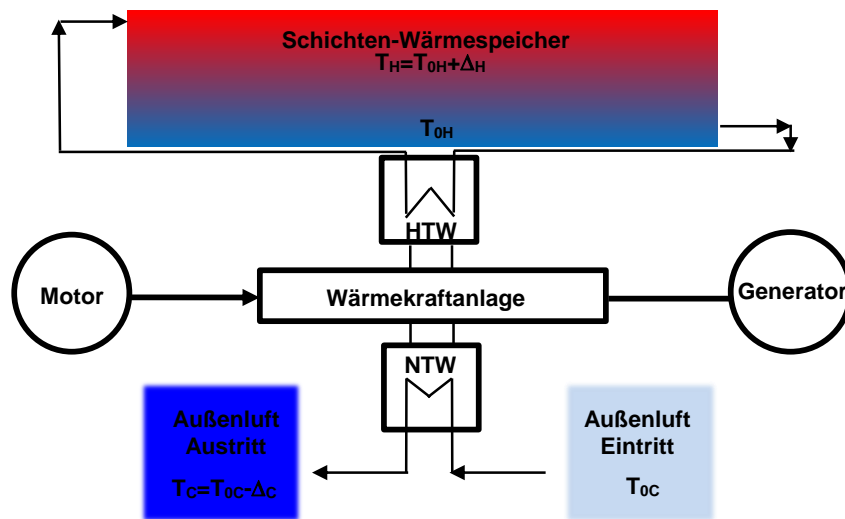 Schichten-Wärmespeicher
T₀H
TH=T₀H+ΔH
HTW
Motor
Wärmekraftanlage
Generator
NTW
Außenluft
Austritt
TC=T₀C-ΔC
Außenluft
Eintritt
T₀C